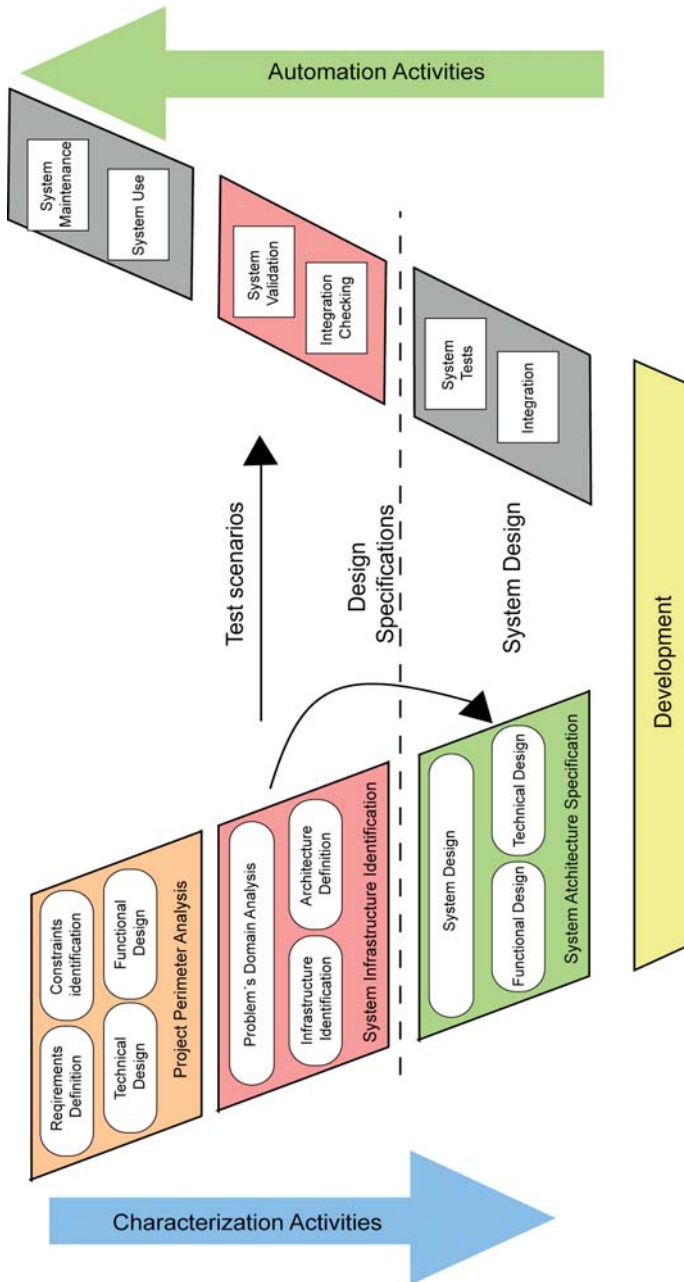 Characterization Activities
Reqirements
Definition
Constraints
identification
Technical
Design
Functional
Design
Project Perimeter Analysis
Problem´s Domain Analysis
Infrastructure
Identification
Architecture
Definition
System Infrastructure Identification
System Design
Functional Design
Technical Design
System Atchitecture Specification
Test scenarios
Design
Specifications
System Design
Development
System
Maintenance
System Use
System
Validation
Integration
Checking
System
Tests
Integration
Automation Activities